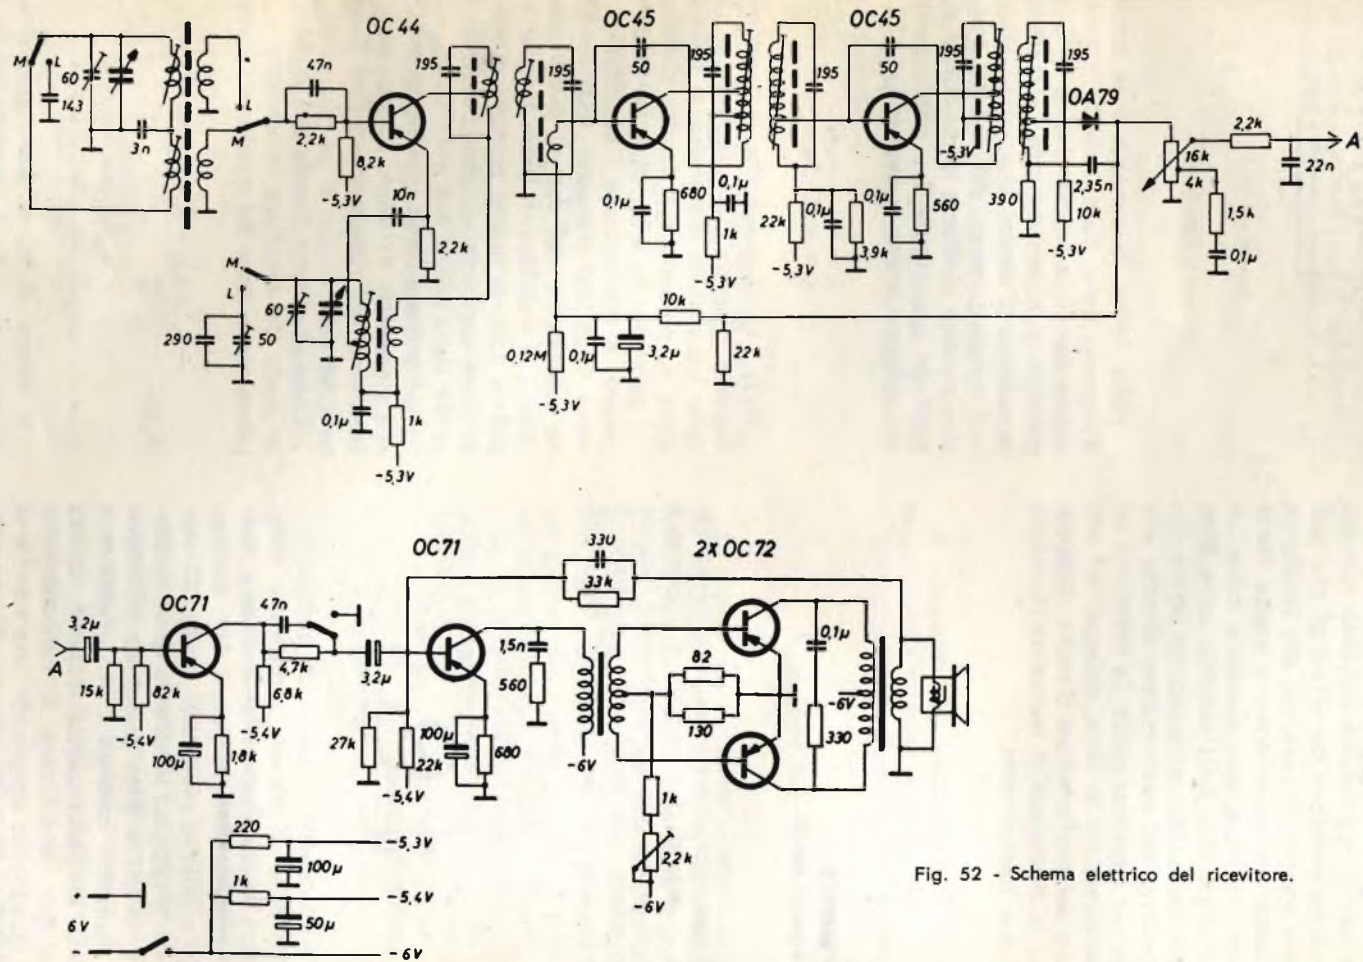 OC44
OC45
OC45
M
L
60
143
3n
L
M
47n
2,2k
8,2k
-5,3V
10n
2,2k
195
195
50
195
195
50
195
195
OA79
0,1μ
680
0,1μ
1k
-5,3V
22k
-5,3V
0,1μ
3,9k
0,1μ
560
-5,3V
390
2,35n
10k
-5,3V
16k
4k
2,2k
A
22n
1,5k
0,1μ
M
L
290
50
60
0,1μ
1k
-5,3V
0,12M
-5,3V
0,1μ
3,2μ
10k
22k
OC71
OC71
2X OC72
A
3,2μ
15k
82k
-5,4V
100μ
1,8k
47n
4,7k
6,8k
-5,4V
3,2μ
27k
22k
-5,4V
100μ
680
330
33k
1,5n
560
-6V
82
130
1k
2,2k
-6V
0,1μ
330
-6V
220
-5,3V
100μ
1k
-5,4V
50μ
+
6V
-
-6V
Fig. 52 - Schema elettrico del ricevitore.